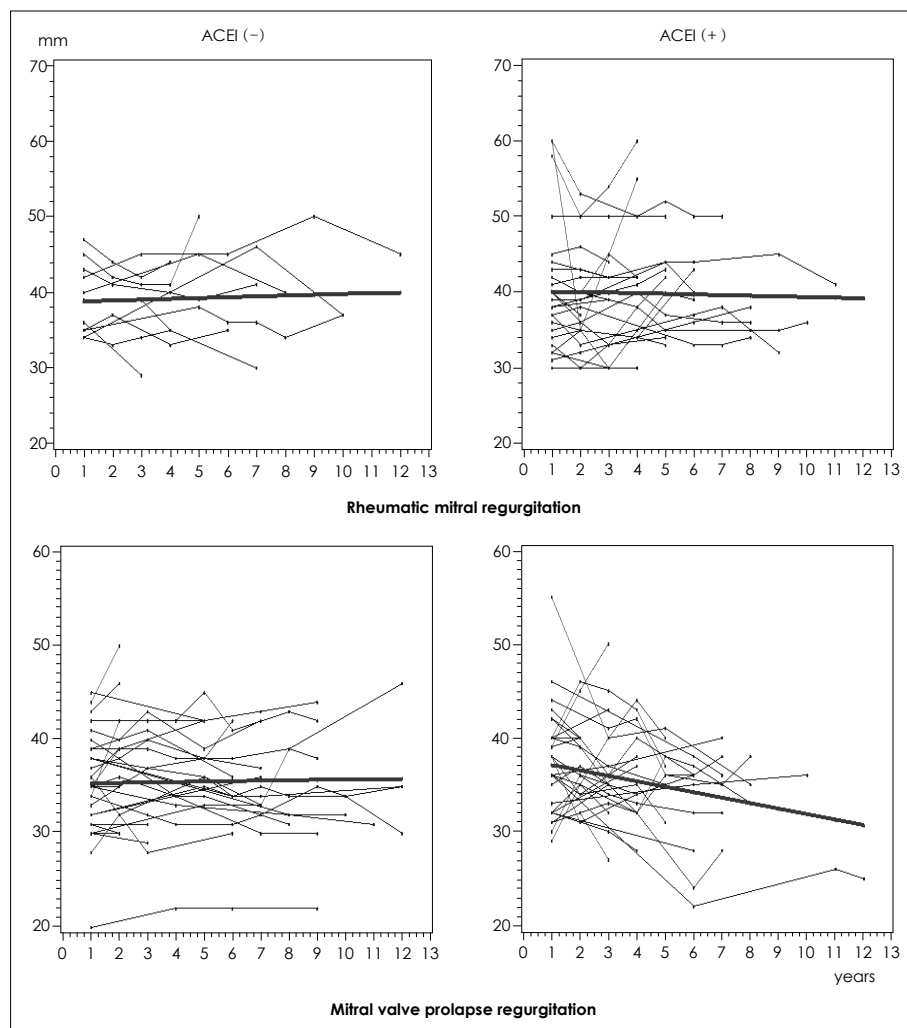 ACEI (−) ACEI (+)
mm
70 70
60 60
50 50
40 40
30 30
20 20
0 1 2 3 4 5 6 7 8 9 10 11 12 13 0 1 2 3 4 5 6 7 8 9 10 11 12 13
Rheumatic mitral regurgitation
60 60
50 50
40 40
30 30
20 20
0 1 2 3 4 5 6 7 8 9 10 11 12 13 0 1 2 3 4 5 6 7 8 9 10 11 12 13
years
Mitral valve prolapse regurgitation